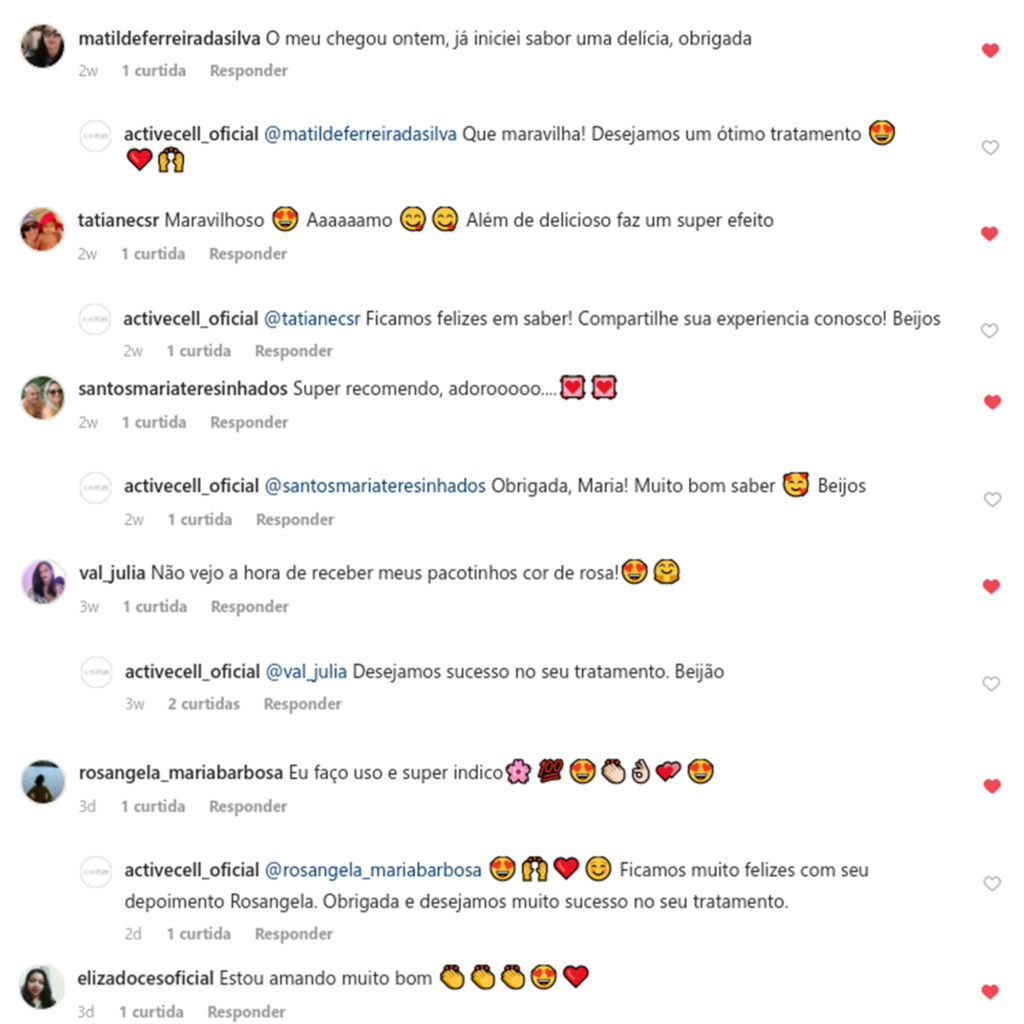 matildeferreiradasilva O meu chegou ontem, já iniciei sabor uma delícia, obrigada
2w 1 curtida Responder
activecell_oficial @matildeferreiradasilva Que maravilha! Desejamos um ótimo tratamento 😍
❤️🙌
tatianecsr Maravilhoso 😍 Aaaaaamo 😋😋 Além de delicioso faz um super efeito
2w 1 curtida Responder
activecell_oficial @tatianecsr Ficamos felizes em saber! Compartilhe sua experiencia conosco! Beijos
2w 1 curtida Responder
santosmariateresinhados Super recomendo, adorooooo....💟💟
2w 1 curtida Responder
activecell_oficial @santosmariateresinhados Obrigada, Maria! Muito bom saber 🥰 Beijos
2w 1 curtida Responder
val_julia Não vejo a hora de receber meus pacotinhos cor de rosa!😍🤗
3w 1 curtida Responder
activecell_oficial @val_julia Desejamos sucesso no seu tratamento. Beijão
3w 2 curtidas Responder
rosangela_mariabarbosa Eu faço uso e super indico🌸💯😍👏🏻👌🏻💕😍
3d 1 curtida Responder
activecell_oficial @rosangela_mariabarbosa 😍🙌❤️😊 Ficamos muito felizes com seu
depoimento Rosangela. Obrigada e desejamos muito sucesso no seu tratamento.
2d 1 curtida Responder
elizadocesoficial Estou amando muito bom 👏👏👏😍❤️
3d 1 curtida Responder